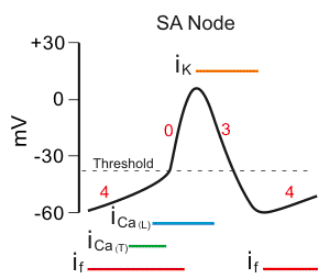 SA Node
+30
iK
0
0
3
mV
-30
Threshold
4
4
-60
iCa(L)
iCa(T)
if
if